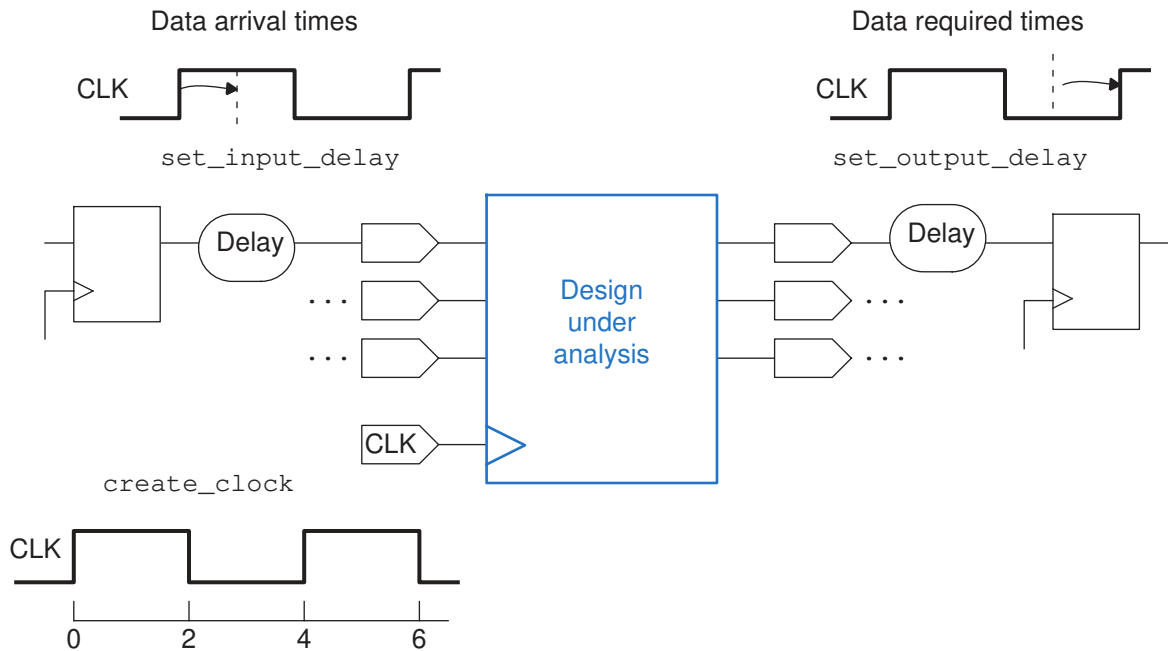 Data arrival times
Data required times
CLK
CLK
set_input_delay
set_output_delay
Delay
Delay
...
...
Design
under
analysis
...
...
CLK
create_clock
CLK
0 2 4 6